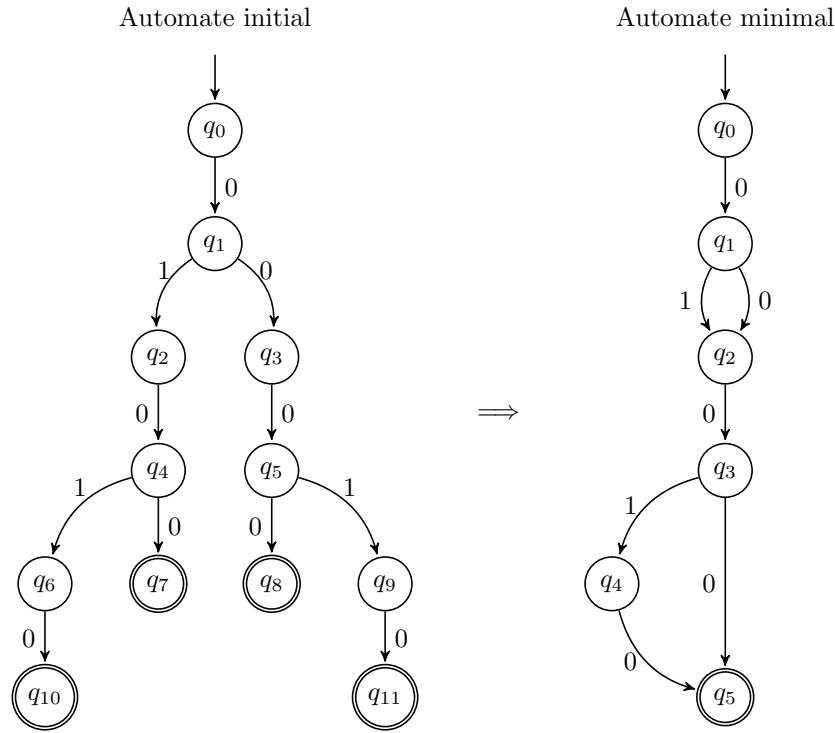 Automate initial
q0
0
q1
1 0
q2 q3
0 0
q4 q5
1 0 0 1
q6 q7 q8 q9
0 0
q10 q11
⟹
Automate minimal
q0
0
q1
1 0
q2
0
q3
1
q4 0
0
q5